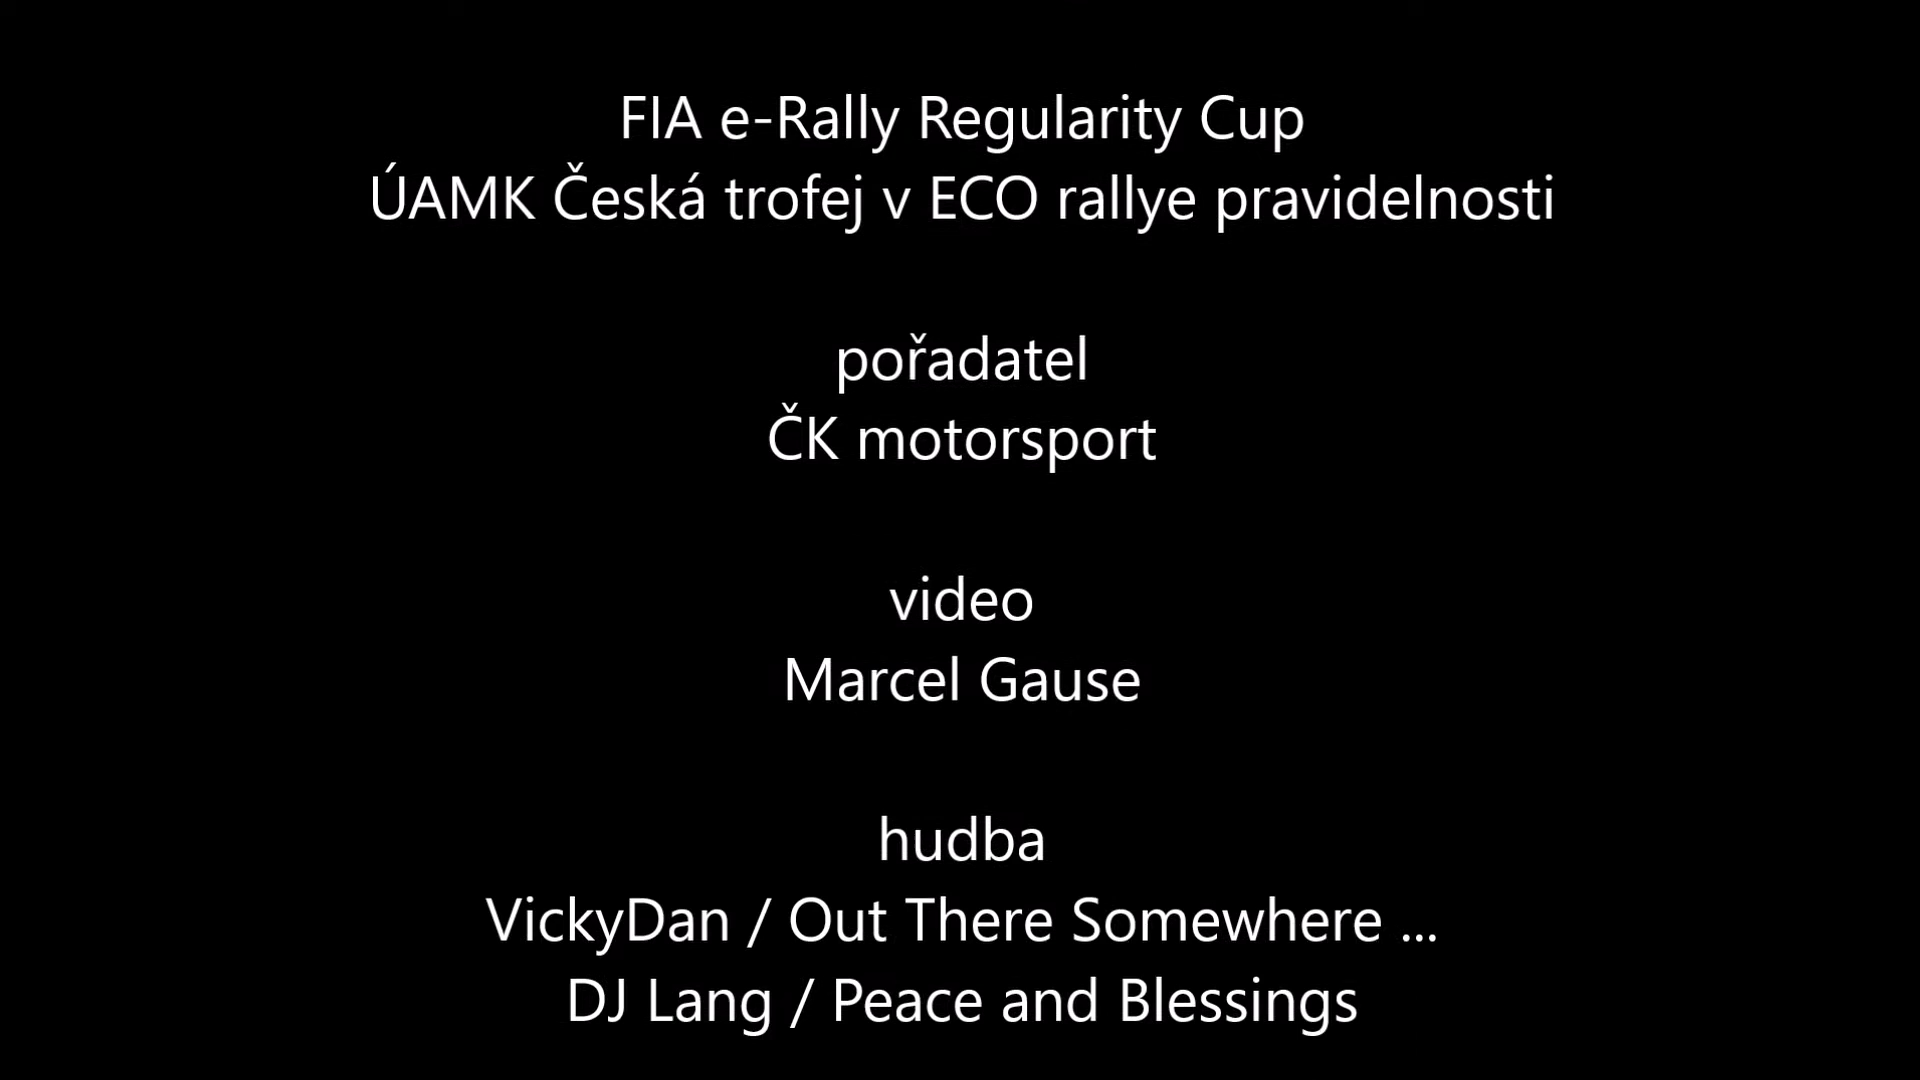 FIA e-Rally Regularity Cup
ÚAMK Česká trofej v ECO rallye pravidelnosti
pořadatel
ČK motorsport
video
Marcel Gause
hudba
VickyDan / Out There Somewhere ...
DJ Lang / Peace and Blessings